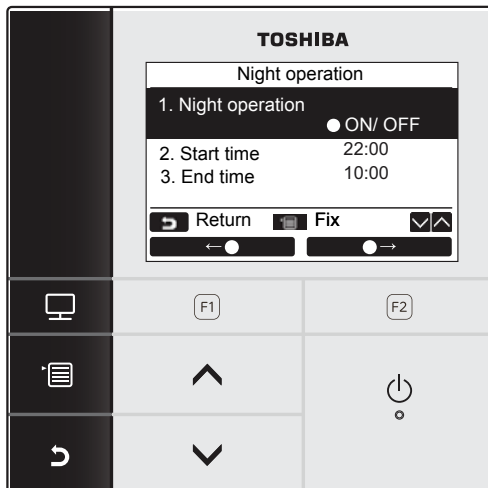 TOSHIBA
Night operation
1. Night operation
● ON/ OFF
2. Start time 22:00
3. End time 10:00
Return Fix
←● ●→
F1 F2